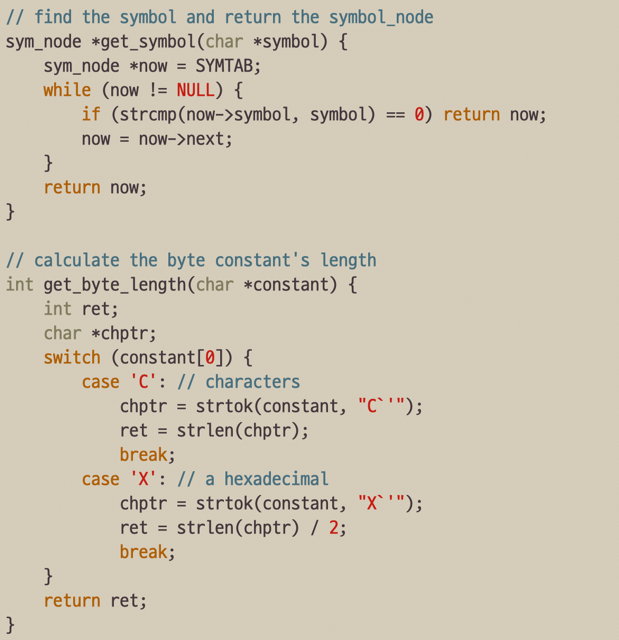 // find the symbol and return the symbol_node
sym_node *get_symbol(char *symbol) {
    sym_node *now = SYMTAB;
    while (now != NULL) {
        if (strcmp(now->symbol, symbol) == 0) return now;
        now = now->next;
    }
    return now;
}

// calculate the byte constant's length
int get_byte_length(char *constant) {
    int ret;
    char *chptr;
    switch (constant[0]) {
        case 'C': // characters
            chptr = strtok(constant, "C`'");
            ret = strlen(chptr);
            break;
        case 'X': // a hexadecimal
            chptr = strtok(constant, "X`'");
            ret = strlen(chptr) / 2;
            break;
    }
    return ret;
}